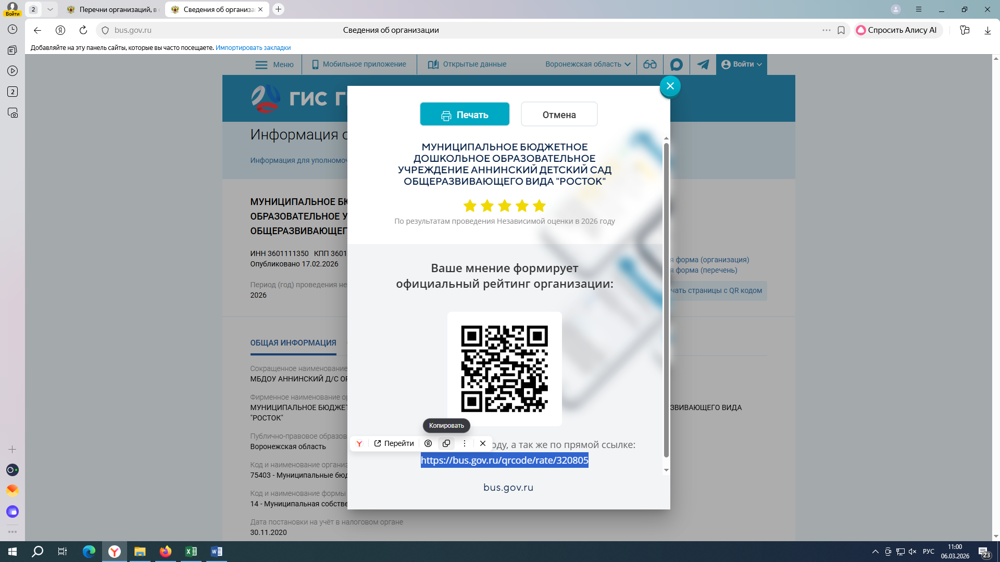 Войти
2
Перечни организаций, в
Сведения об организа
bus.gov.ru
Сведения об организации
Спросить Алису AI
Добавляйте на эту панель сайты, которые вы часто посещаете. Импортировать закладки
2
Меню
Мобильное приложение
Открытые данные
Воронежская область
Войти
ГИС Г
Печать
Отмена
Информация
Информация для уполномоч
МУНИЦИПАЛЬНОЕ БЮДЖЕТНОЕ
ДОШКОЛЬНОЕ ОБРАЗОВАТЕЛЬНОЕ
УЧРЕЖДЕНИЕ АННИНСКИЙ ДЕТСКИЙ САД
ОБЩЕРАЗВИВАЮЩЕГО ВИДА "РОСТОК"
По результатам проведения Независимой оценки в 2026 году
МУНИЦИПАЛЬНОЕ БЮ
ОБРАЗОВАТЕЛЬНОЕ У
ОБЩЕРАЗВИВАЮЩЕГ
ИНН 3601111350 КПП 3601
Опубликовано 17.02.2026
Период (год) проведения не
2026
я форма (организация)
я форма (перечень)
чать страницы с QR кодом
Ваше мнение формирует
официальный рейтинг организации:
ОБЩАЯ ИНФОРМАЦИЯ
Сокращенное наименование
МБДОУ АННИНСКИЙ Д/С ОР
Фирменное наименование ор
МУНИЦИПАЛЬНОЕ БЮДЖЕТ
ЗВИВАЮЩЕГО ВИДА
"РОСТОК"
Публично-правовое образов
Воронежская область
Код и наименование организ
75403 - Муниципальные бюд
Код и наименование формы
14 - Муниципальная собстве
Дата постановки на учёт в налоговом органе
30.11.2020
Копировать
Перейти
оду, а так же по прямой ссылке:
https://bus.gov.ru/qrcode/rate/320805
bus.gov.ru
РУС
11:00
06.03.2026
23